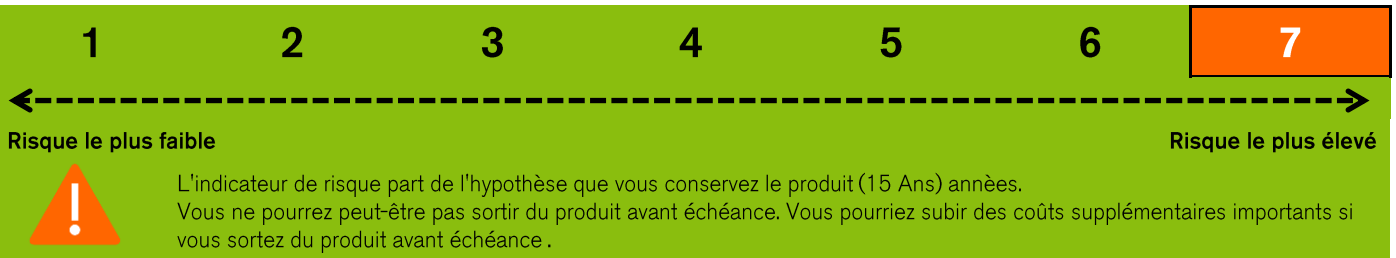 1 2 3 4 5 6 7
Risque le plus faible Risque le plus élevé
L'indicateur de risque part de l'hypothèse que vous conservez le produit (15 Ans) annèes.
Vous ne pourrez peut-être pas sortir du produit avant échéance. Vous pourriez subir des coûts supplémentaires importants si
vous sortez du produit avant échéance .